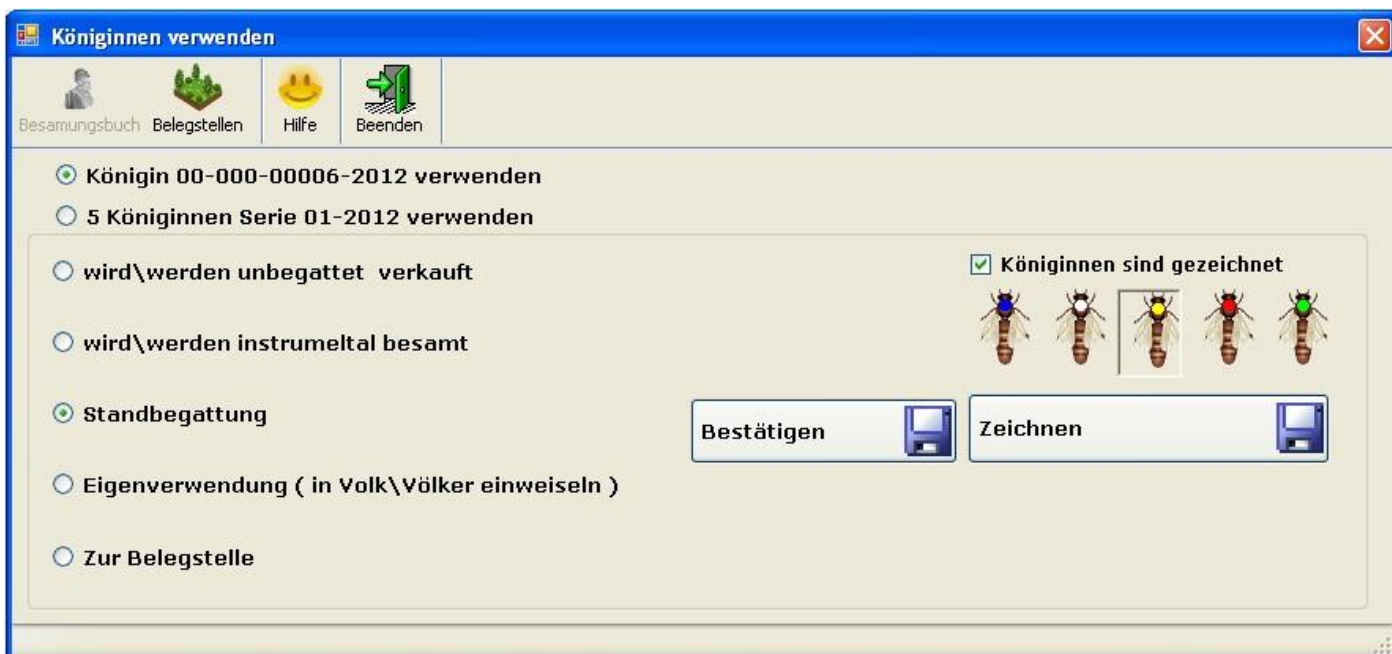 Königinnen verwenden
Besamungsbuch Belegstellen Hilfe Beenden
Königin 00-000-00006-2012 verwenden
5 Königinnen Serie 01-2012 verwenden
wird\werden unbegattet verkauft
Königinnen sind gezeichnet
wird\werden instrumeltal besamt
Standbegattung
Bestätigen
Zeichnen
Eigenverwendung ( in Volk\Völker einweiseln )
Zur Belegstelle